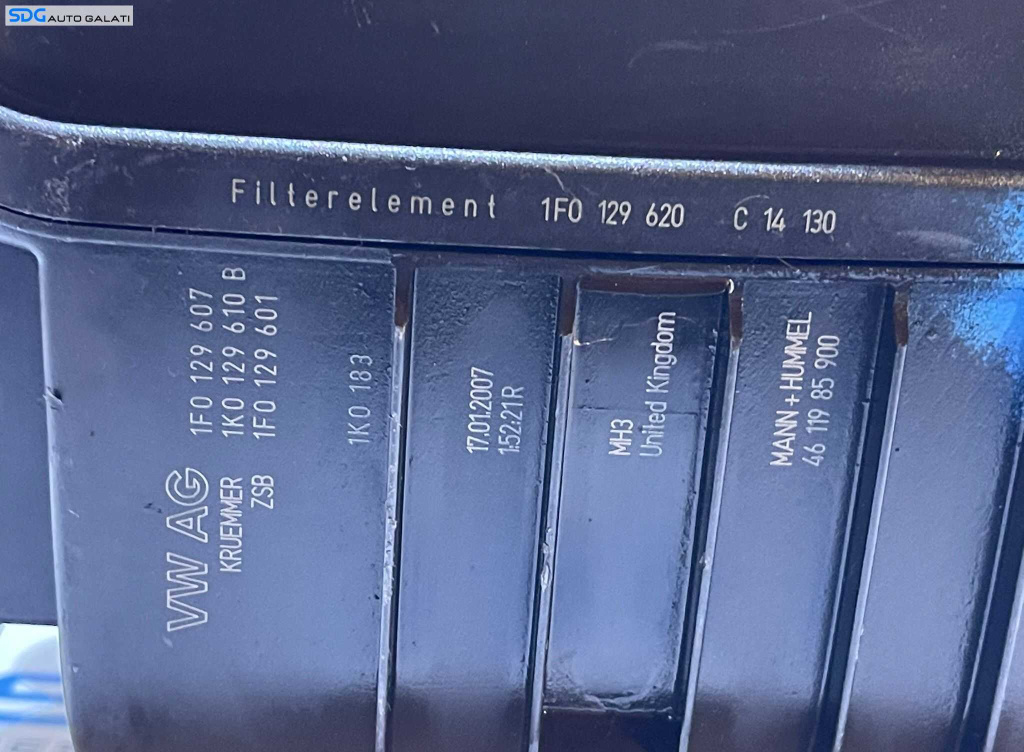 SDG AUTO GALATI
Filterelement 1F0 129 620 C 14 130
VW AG 1F0 129 607
KRUEMMER 1K0 129 610 B
ZSB 1F0 129 601
1K0 183
17.01.2007
1:52:21R
MH3
United Kingdom
MANN+HUMMEL
46 119 85 900